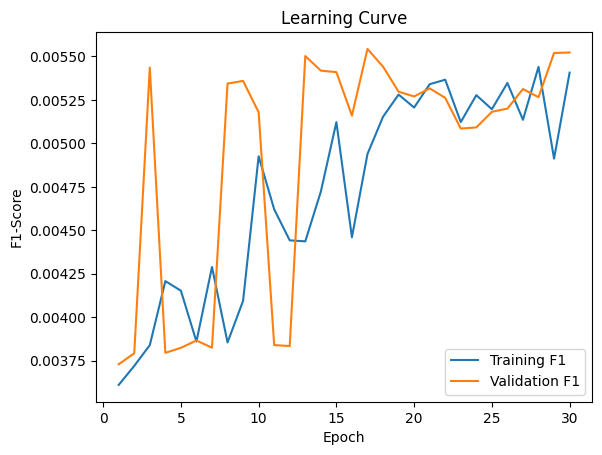 Learning Curve
F1-Score
0.00550
0.00525
0.00500
0.00475
0.00450
0.00425
0.00400
0.00375
0 5 10 15 20 25 30
Epoch
Training F1
Validation F1